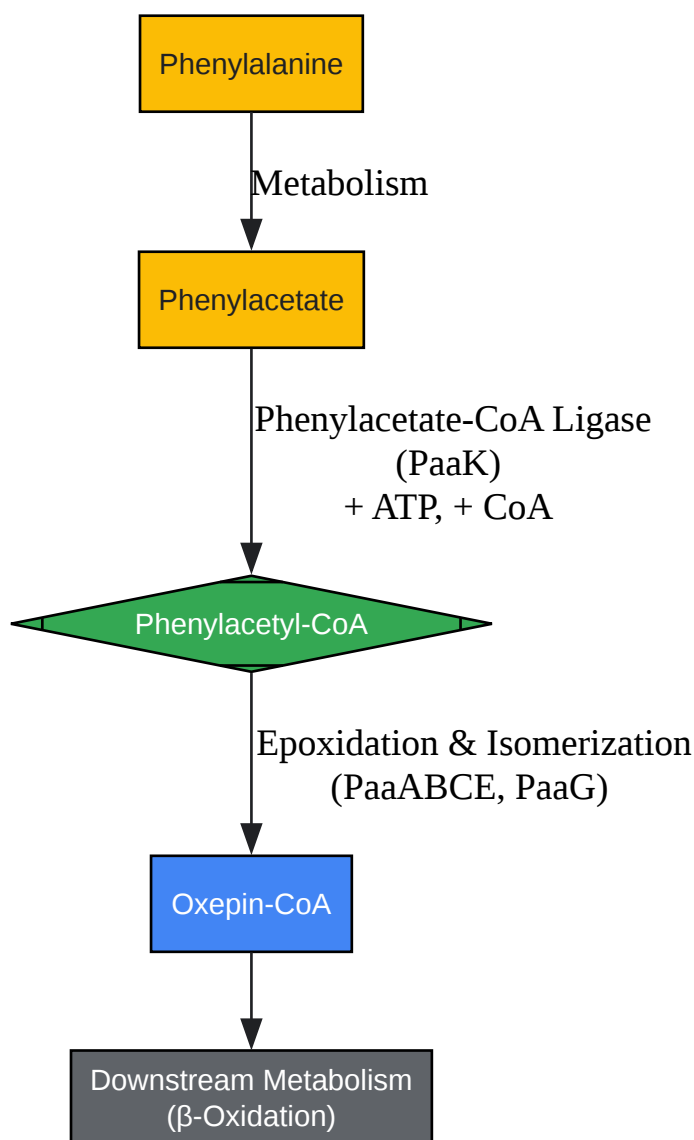 Phenylalanine
Metabolism
Phenylacetate
Phenylacetate-CoA Ligase
(PaaK)
+ ATP, + CoA
Phenylacetyl-CoA
Epoxidation & Isomerization
(PaaABCE, PaaG)
Oxepin-CoA
Downstream Metabolism
(β-Oxidation)